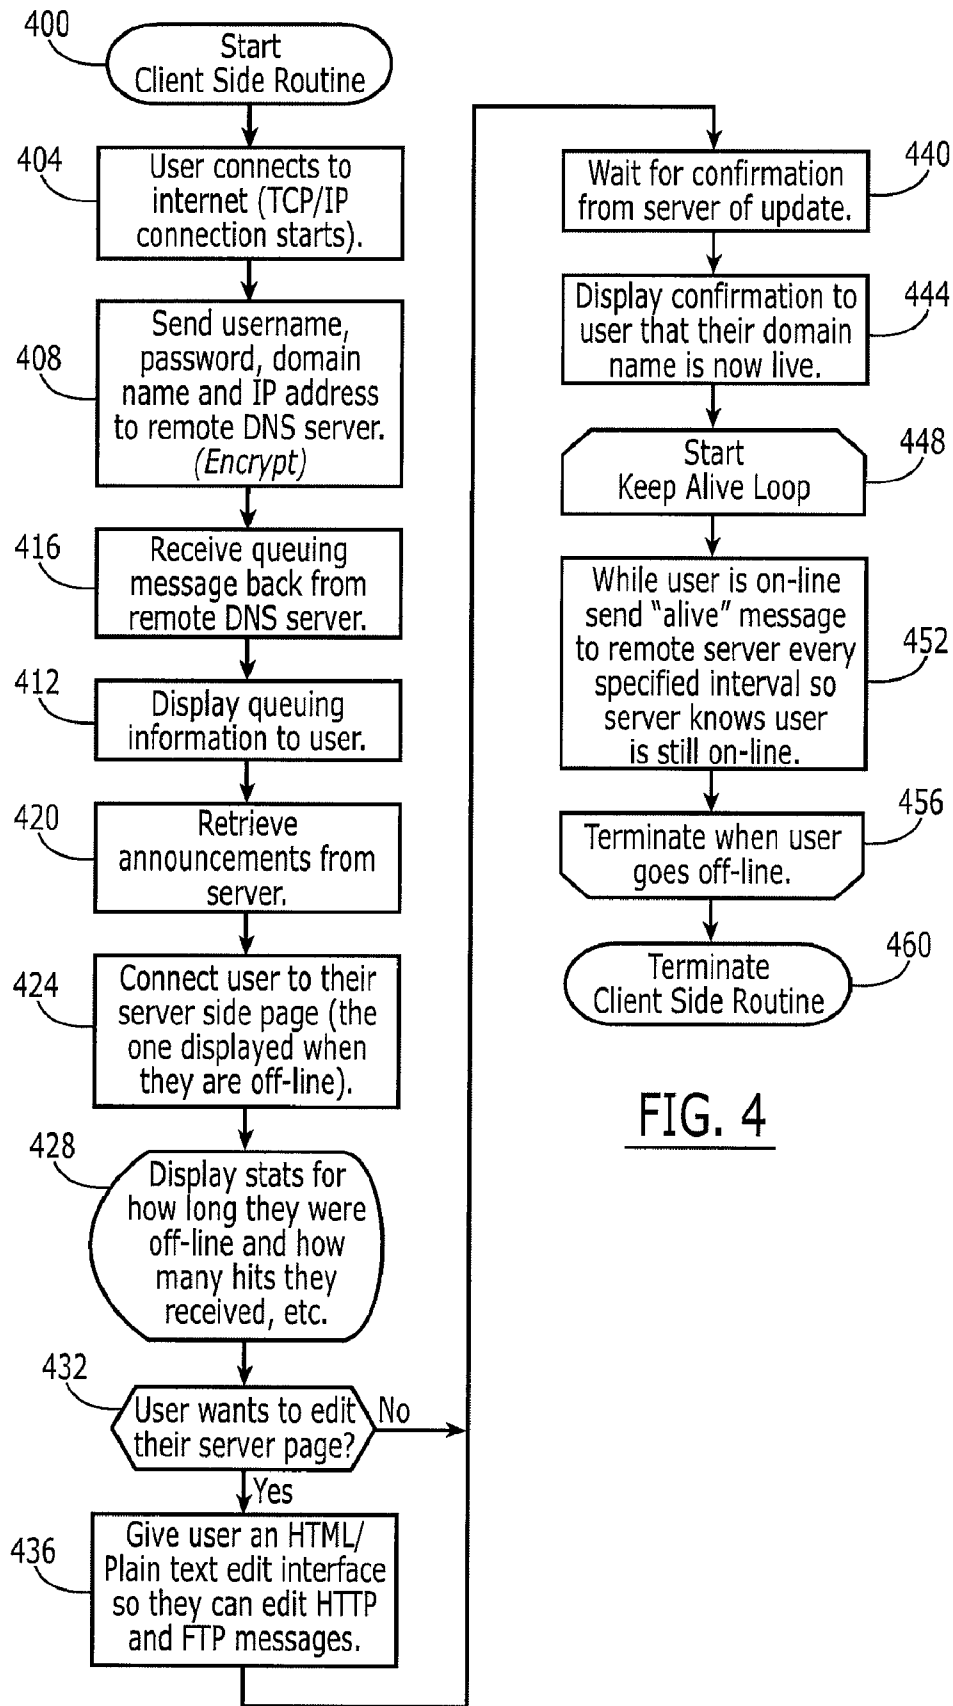 400
Start
Client Side Routine
404
User connects to
internet (TCP/IP
connection starts).
408
Send username,
password, domain
name and IP address
to remote DNS server.
(Encrypt)
416
Receive queuing
message back from
remote DNS server.
412
Display queuing
information to user.
420
Retrieve
announcements from
server.
424
Connect user to their
server side page (the
one displayed when
they are off-line).
428
Display stats for
how long they were
off-line and how
many hits they
received, etc.
432
User wants to edit
their server page?
No
Yes
436
Give user an HTML/
Plain text edit interface
so they can edit HTTP
and FTP messages.
440
Wait for confirmation
from server of update.
444
Display confirmation to
user that their domain
name is now live.
448
Start
Keep Alive Loop
452
While user is on-line
send “alive” message
to remote server every
specified interval so
server knows user
is still on-line.
456
Terminate when user
goes off-line.
460
Terminate
Client Side Routine
FIG. 4